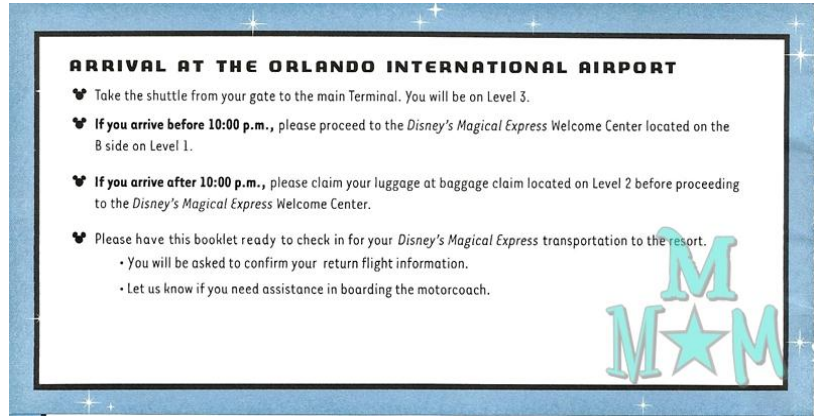 ARRIVAL AT THE ORLANDO INTERNATIONAL AIRPORT
Take the shuttle from your gate to the main Terminal. You will be on Level 3.
If you arrive before 10:00 p.m., please proceed to the Disney's Magical Express Welcome Center located on the
B side on Level 1.
If you arrive after 10:00 p.m., please claim your luggage at baggage claim located on Level 2 before proceeding
to the Disney's Magical Express Welcome Center.
Please have this booklet ready to check in for your Disney's Magical Express transportation to the resort.
• You will be asked to confirm your return flight information.
• Let us know if you need assistance in boarding the motorcoach.
M
M★M